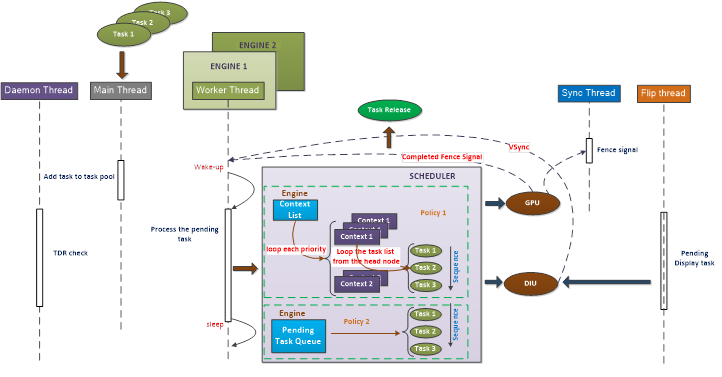 Task 3
Task 2
Task 1
ENGINE 2
ENGINE 1
Daemon Thread
Main Thread
Worker Thread
Sync Thread
Flip thread
Task Release
VSync
Fence signal
Completed Fence Signal
Wake-up
Add task to task pool
SCHEDULER
Engine
Context
List
Policy 1
GPU
Context 1
Context 1
Process the pending
task
loop each priority
Loop the task list
from the head node
Task 1
Task 2
Task 3
Sequence
TDR check
Pending
Display task
Context 2
DIU
Engine
Pending
Task Queue
Policy 2
Task 1
Task 2
Task 3
Sequence
sleep